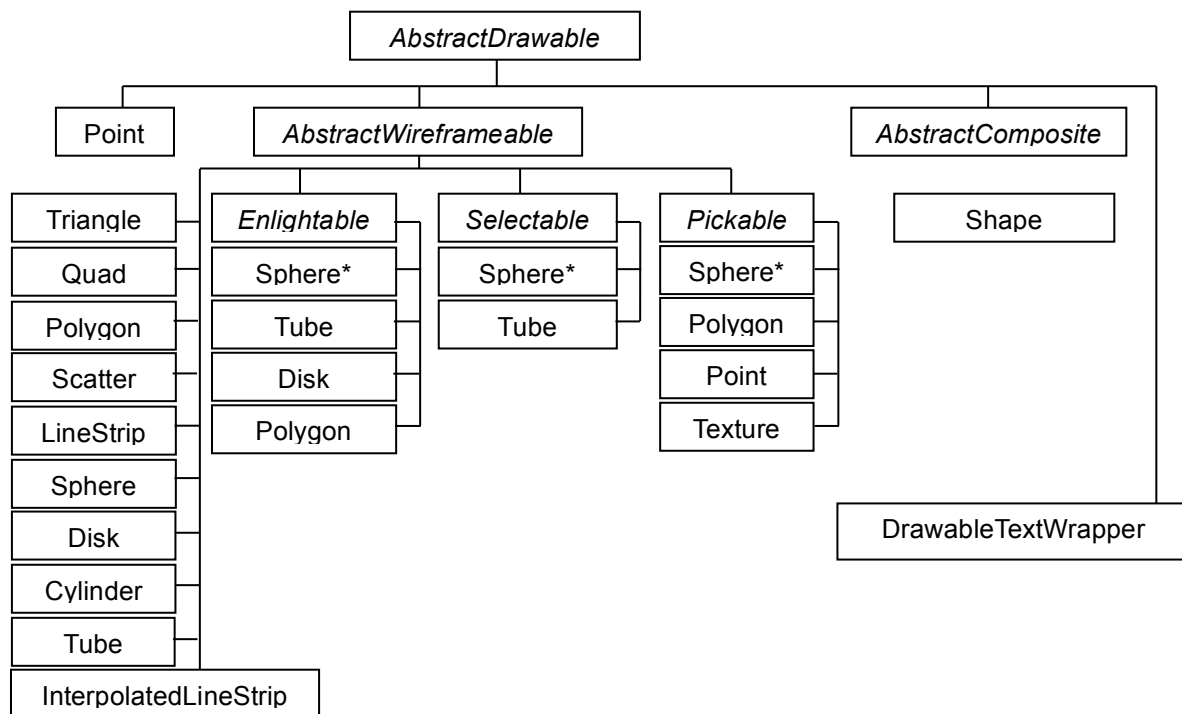 AbstractDrawable
Point
AbstractWireframeable
AbstractComposite
Triangle
Quad
Polygon
Scatter
LineStrip
Sphere
Disk
Cylinder
Tube
InterpolatedLineStrip
Enlightable
Sphere*
Tube
Disk
Polygon
Selectable
Sphere*
Tube
Pickable
Sphere*
Polygon
Point
Texture
Shape
DrawableTextWrapper